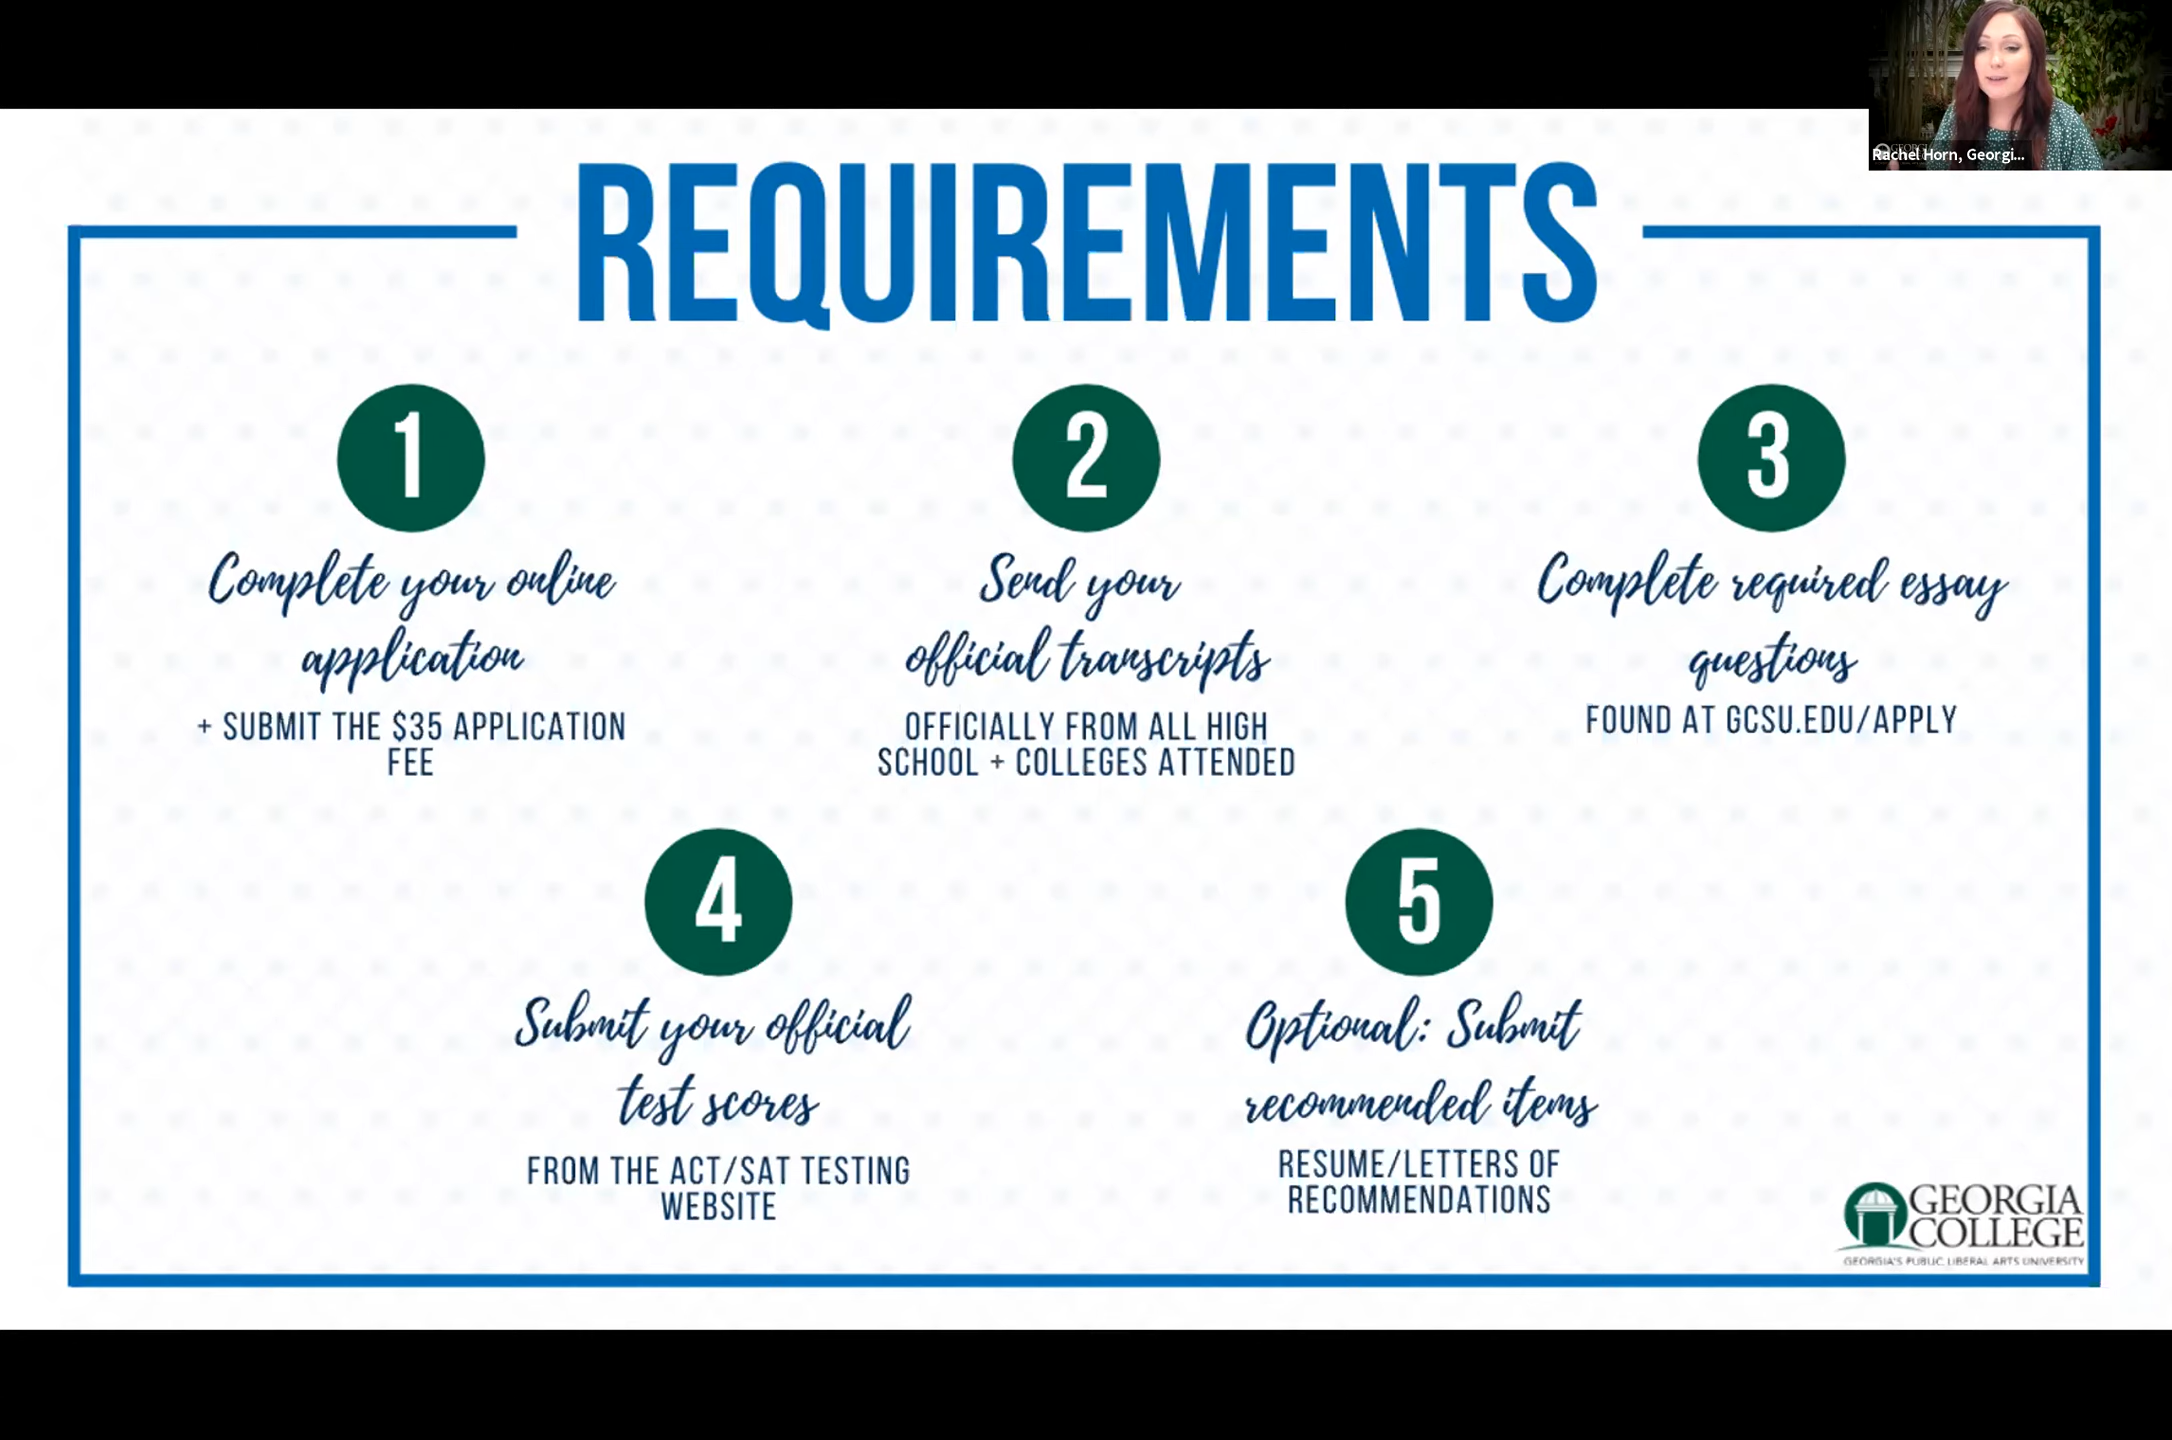 Rachel Horn, Georgi...
REQUIREMENTS
1
Complete your online
application
+ SUBMIT THE $35 APPLICATION
FEE
2
Send your
official transcripts
OFFICIALLY FROM ALL HIGH
SCHOOL + COLLEGES ATTENDED
3
Complete required essay
questions
FOUND AT GCSU.EDU/APPLY
4
Submit your official
test scores
FROM THE ACT/SAT TESTING
WEBSITE
5
Optional: Submit
recommended items
RESUME/LETTERS OF
RECOMMENDATIONS
GEORGIA
COLLEGE
GEORGIA'S PUBLIC LIBERAL ARTS UNIVERSITY